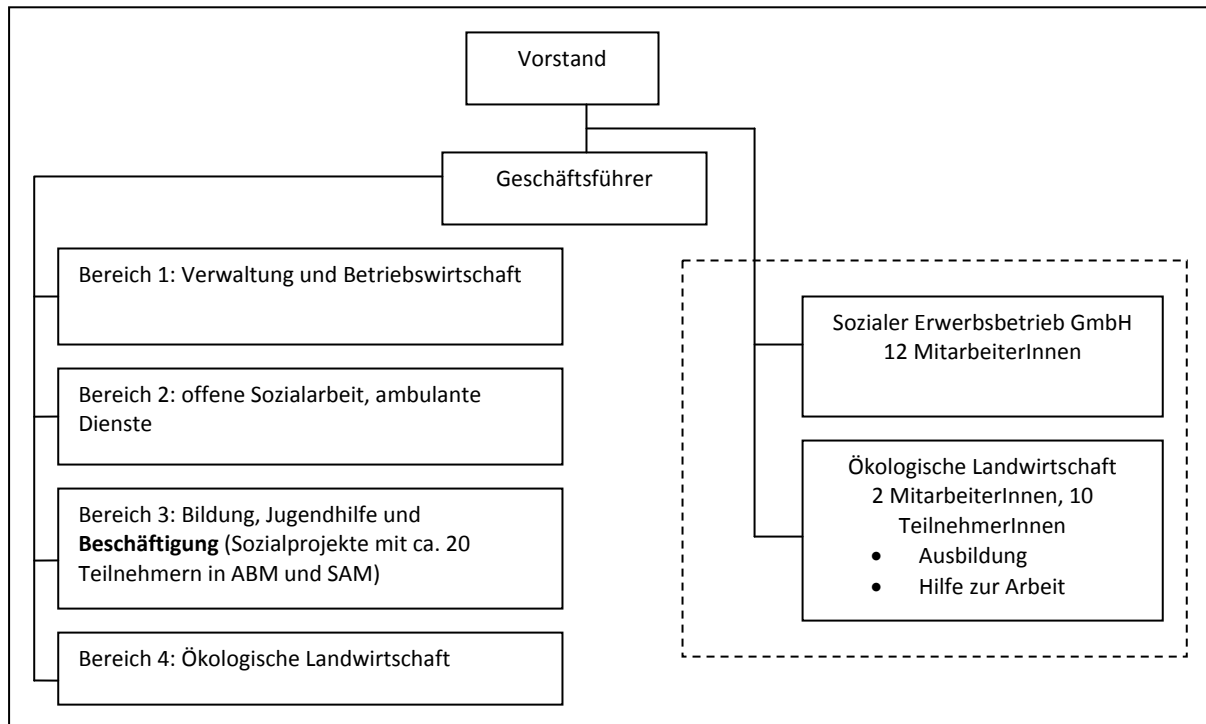 Vorstand
Geschäftsführer
Bereich 1: Verwaltung und Betriebswirtschaft
Bereich 2: offene Sozialarbeit, ambulante
Dienste
Bereich 3: Bildung, Jugendhilfe und
Beschäftigung (Sozialprojekte mit ca. 20
Teilnehmern in ABM und SAM)
Bereich 4: Ökologische Landwirtschaft
Sozialer Erwerbsbetrieb GmbH
12 MitarbeiterInnen
Ökologische Landwirtschaft
2 MitarbeiterInnen, 10
TeilnehmerInnen
• Ausbildung
• Hilfe zur Arbeit